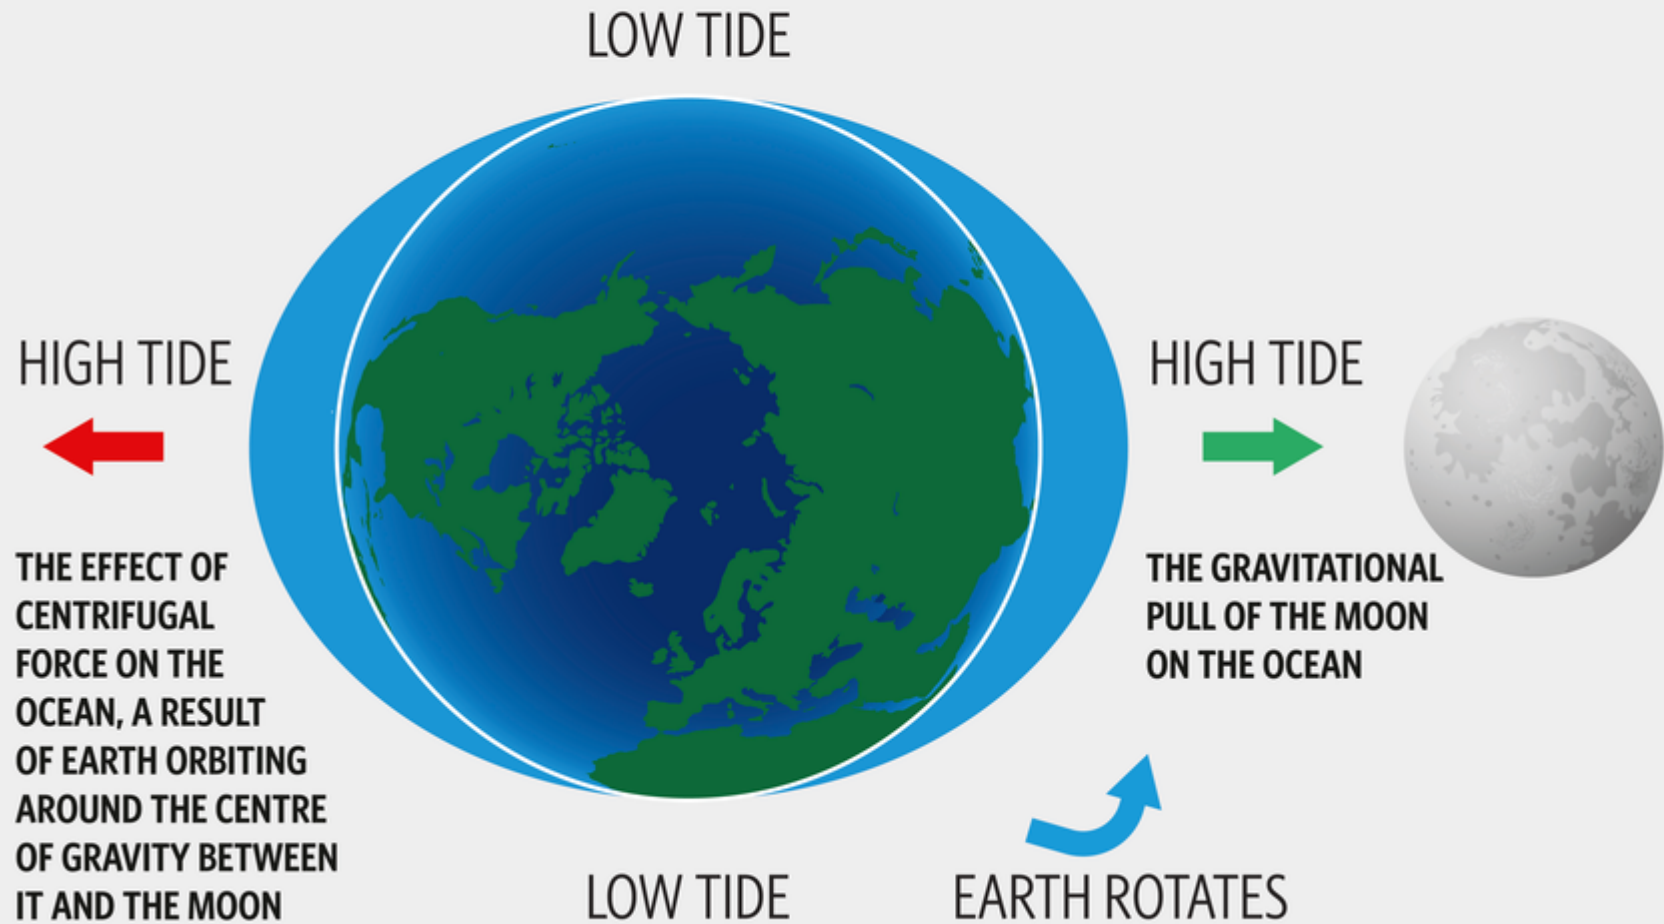 LOW TIDE
HIGH TIDE
THE EFFECT OF
CENTRIFUGAL
FORCE ON THE
OCEAN, A RESULT
OF EARTH ORBITING
AROUND THE CENTRE
OF GRAVITY BETWEEN
IT AND THE MOON
HIGH TIDE
THE GRAVITATIONAL
PULL OF THE MOON
ON THE OCEAN
LOW TIDE
EARTH ROTATES